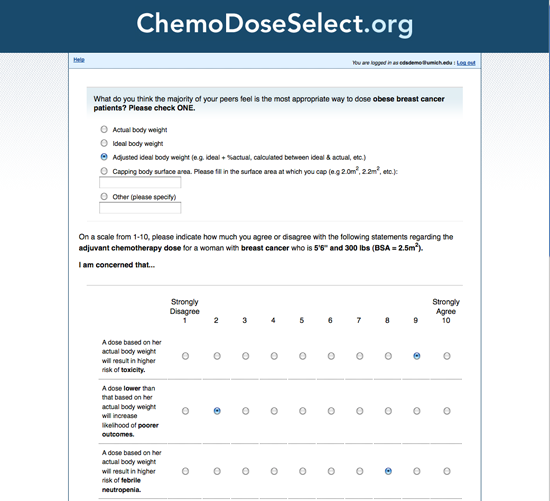 ChemoDoseSelect.org
Help
You are logged in as cdsdemo@umich.edu : Log out
What do you think the majority of your peers feel is the most appropriate way to dose obese breast cancer
patients? Please check ONE.
Actual body weight
Ideal body weight
Adjusted ideal body weight (e.g. ideal + %actual, calculated between ideal & actual, etc.)
Capping body surface area. Please fill in the surface area at which you cap (e.g 2.0m², 2.2m², etc.):
Other (please specify)
On a scale from 1-10, please indicate how much you agree or disagree with the following statements regarding the
adjuvant chemotherapy dose for a woman with breast cancer who is 5'6" and 300 lbs (BSA = 2.5m²).
I am concerned that...
Strongly Strongly
Disagree Agree
1 2 3 4 5 6 7 8 9 10
A dose based on her
actual body weight
will result in higher
risk of toxicity.
A dose lower than
that based on her
actual body weight
will increase
likelihood of poorer
outcomes.
A dose based on her
actual body weight
will result in higher
risk of febrile
neutropenia.